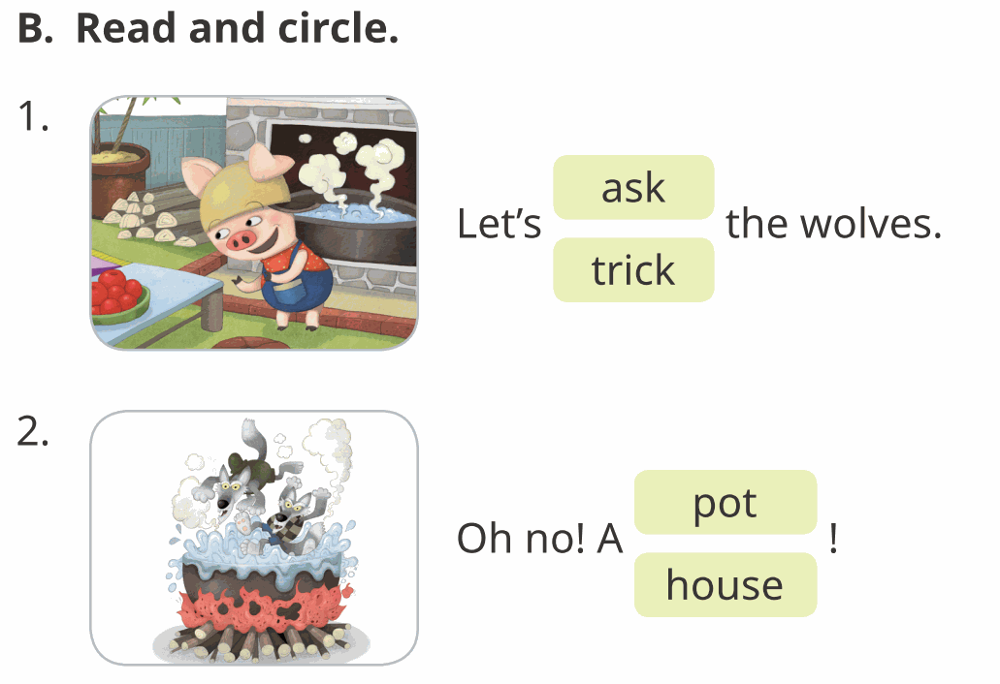 B. Read and circle.
1.
ask
Let's the wolves.
trick
2.
pot
Oh no! A !
house